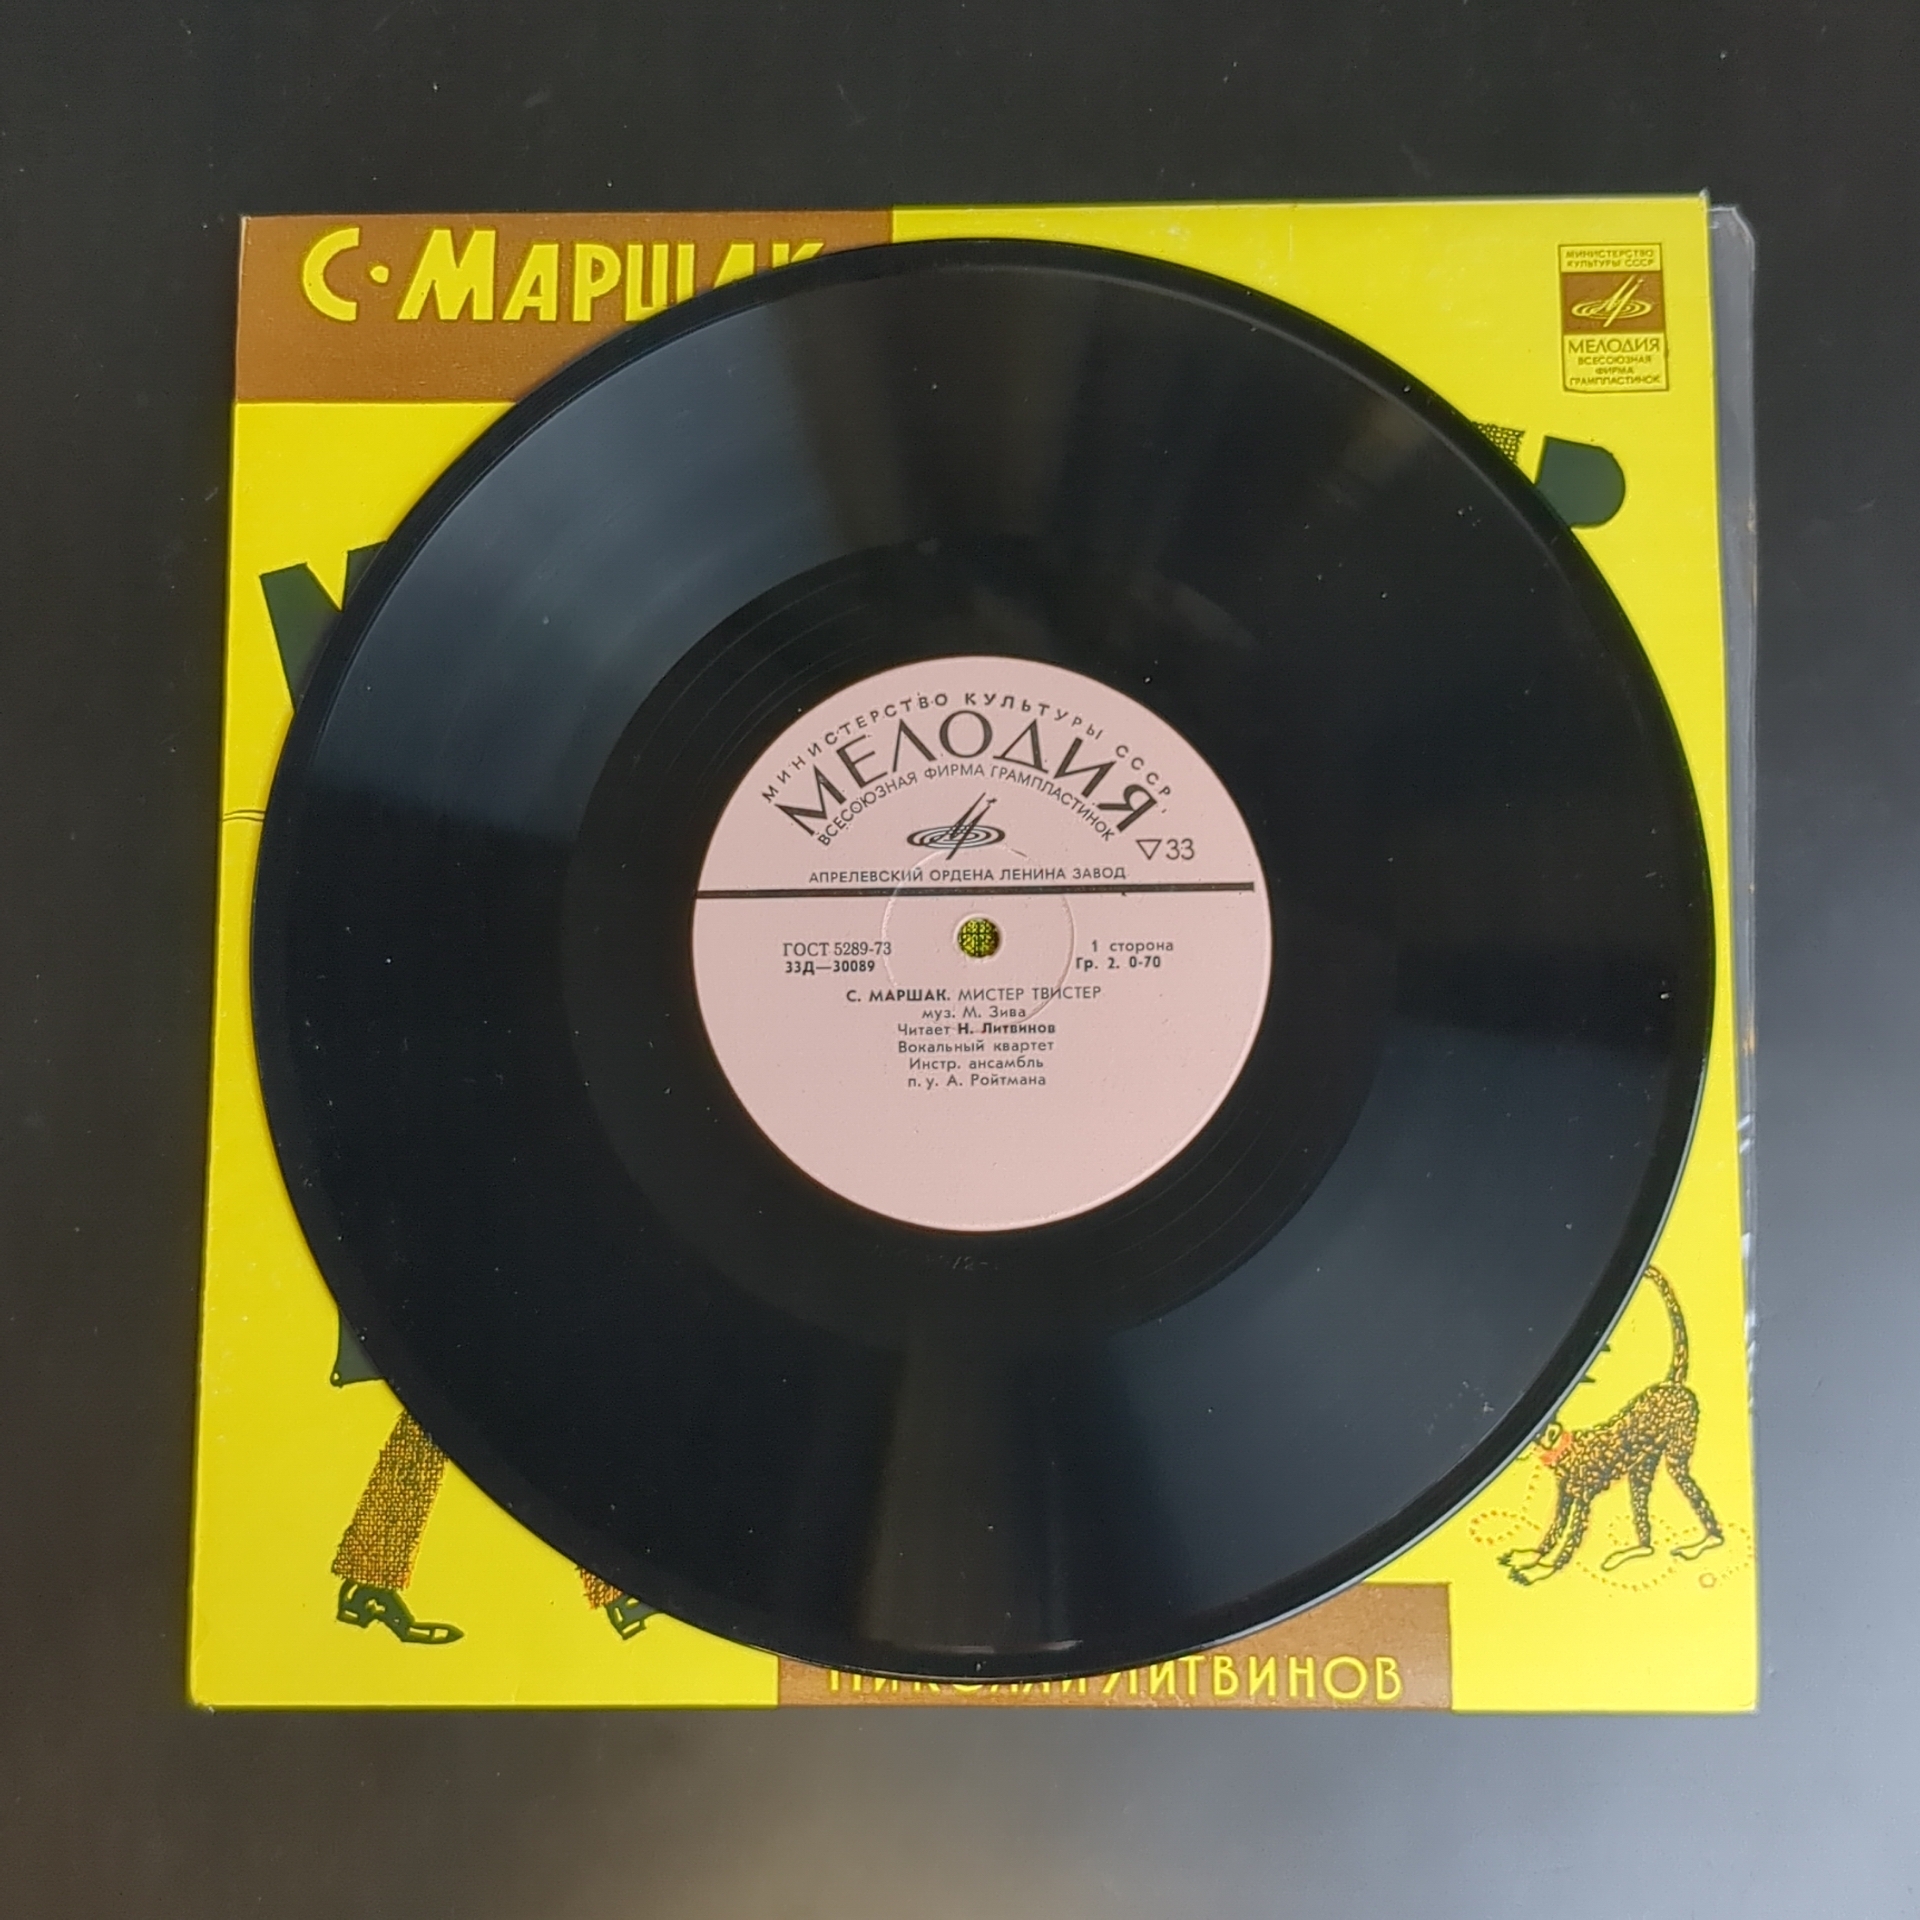 С·МАРШАК
МИНИСТЕРСТВО
КУЛЬТУРЫ СССР
МЕЛОДИЯ
ВСЕСОЮЗНАЯ
ФИРМА
ГРАМПЛАСТИНОК
МИНИСТЕРСТВО КУЛЬТУРЫ СССР
МЕЛОДИЯ
ВСЕСОЮЗНАЯ ФИРМА ГРАМПЛАСТИНОК
▽33
АПРЕЛЕВСКИЙ ОРДЕНА ЛЕНИНА ЗАВОД
ГОСТ 5289-73
33Д—30089
1 сторона
Гр. 2. 0-70
С. МАРШАК. МИСТЕР ТВИСТЕР
муз. М. Зива
Читает Н. Литвинов
Вокальный квартет
Инстр. ансамбль
п. у. А. Ройтмана
НИКОЛАЙ ЛИТВИНОВ